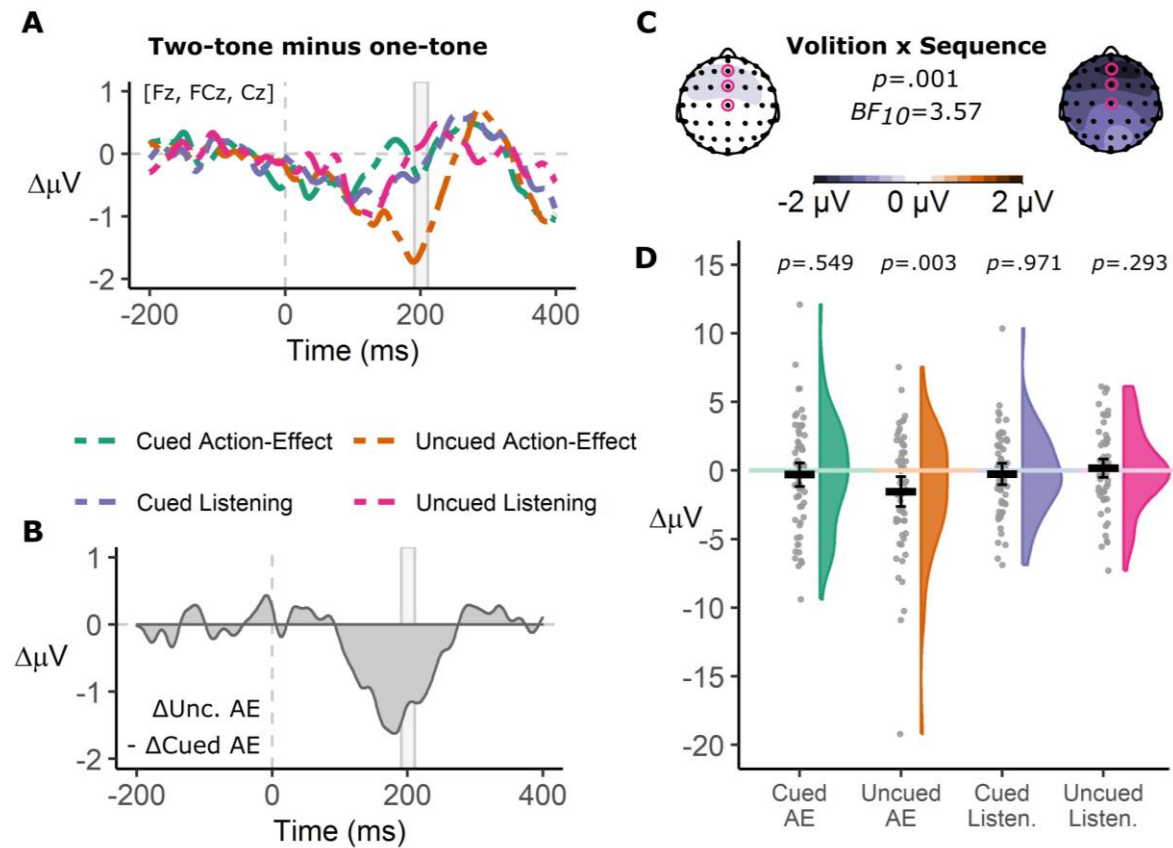 A
Two-tone minus one-tone
[Fz, FCz, Cz]
1
0
-1
-2
ΔµV
-200
0
200
400
Time (ms)
Cued Action-Effect
Uncued Action-Effect
Cued Listening
Uncued Listening
B
1
0
-1
-2
ΔµV
ΔUnc. AE
- ΔCued AE
-200
0
200
400
Time (ms)
C
Volition x Sequence
p=.001
BF10=3.57
-2 µV
0 µV
2 µV
D
p=.549
p=.003
p=.971
p=.293
15
10
5
0
-5
-10
-15
-20
ΔµV
Cued
AE
Uncued
AE
Cued
Listen.
Uncued
Listen.